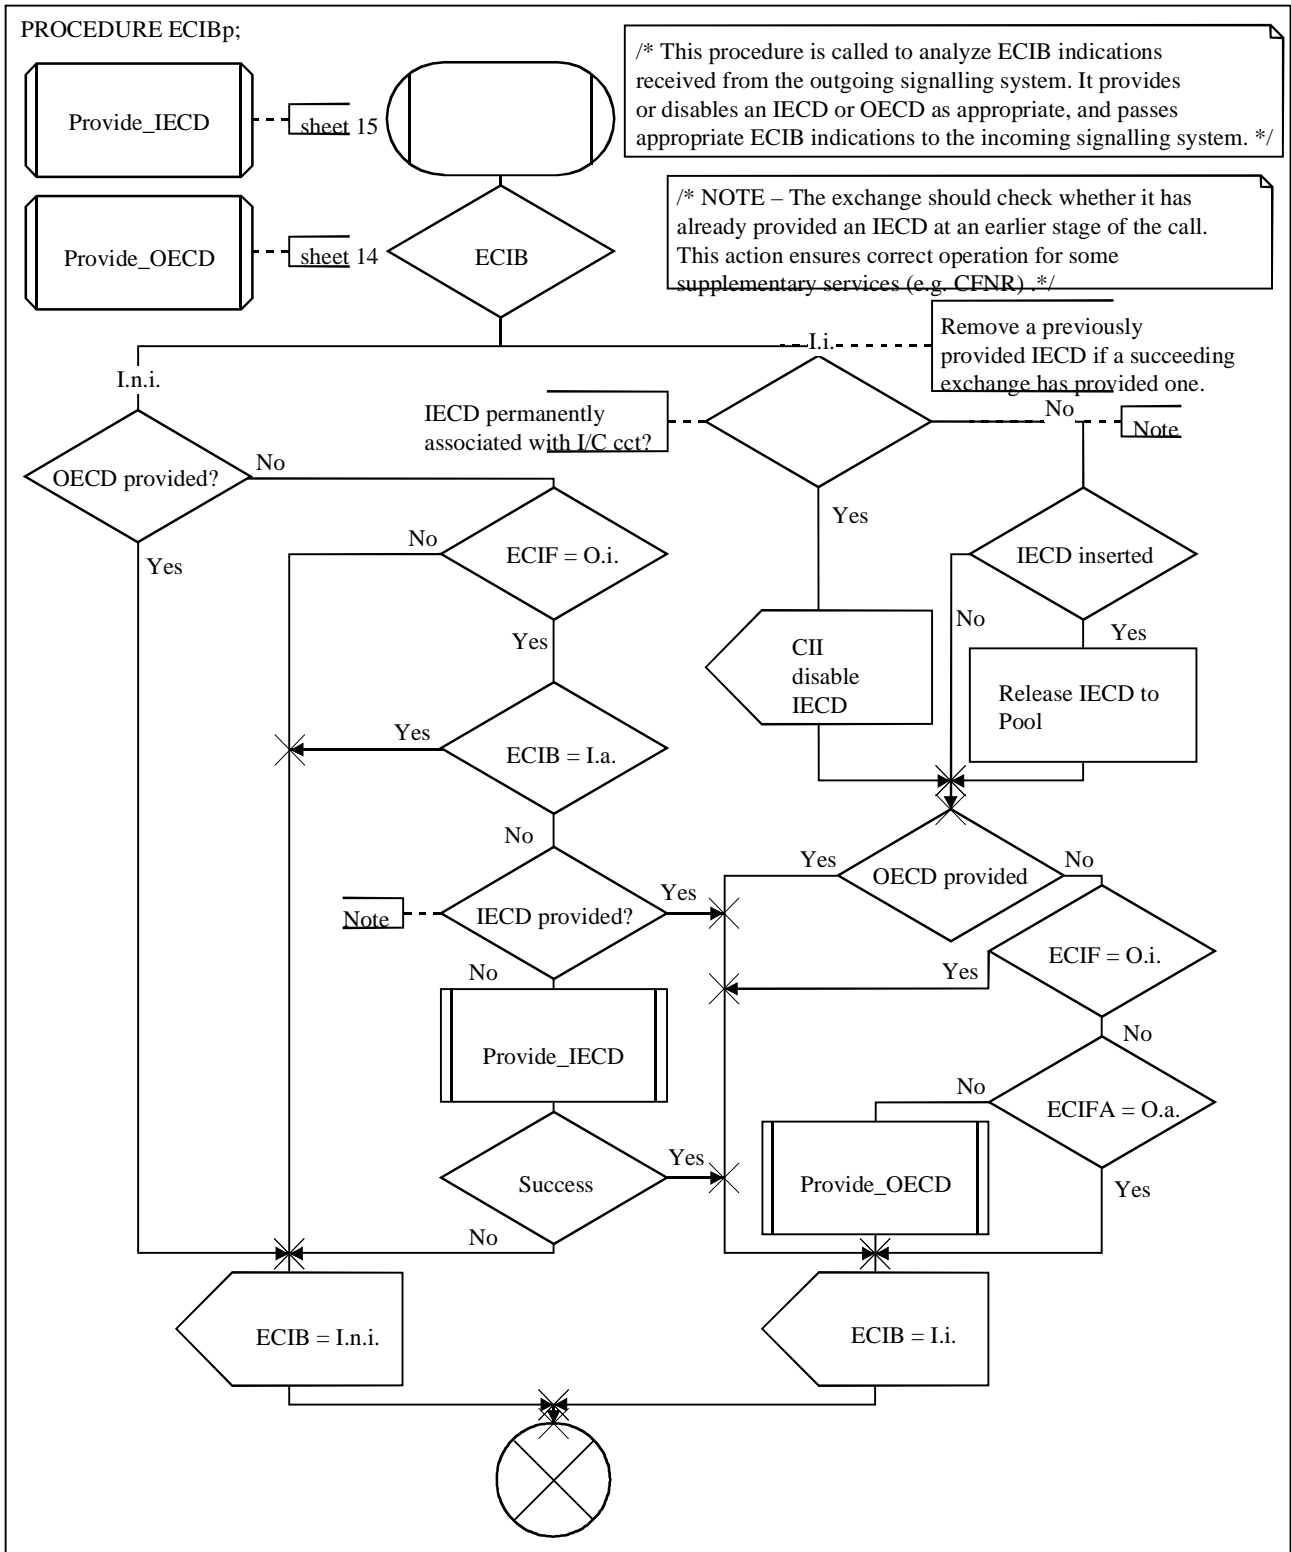 PROCEDURE ECIBp;
/* This procedure is called to analyze ECIB indications
received from the outgoing signalling system. It provides
or disables an IECD or OECD as appropriate, and passes
appropriate ECIB indications to the incoming signalling system. */
Provide_IECD
sheet 15
/* NOTE – The exchange should check whether it has
already provided an IECD at an earlier stage of the call.
This action ensures correct operation for some
supplementary services (e.g. CFNR) .*/
Provide_OECD
sheet 14
ECIB
I.i.
Remove a previously
provided IECD if a succeeding
exchange has provided one.
I.n.i.
IECD permanently
associated with I/C cct?
No
Note
OECD provided?
No
Yes
Yes
No
ECIF = O.i.
IECD inserted
Yes
No
Yes
CII
disable
IECD
Release IECD to
Pool
Yes
ECIB = I.a.
No
Yes
OECD provided
No
Note
IECD provided?
Yes
ECIF = O.i.
Yes
No
No
Provide_IECD
No
ECIFA = O.a.
Success
Yes
Provide_OECD
Yes
No
ECIB = I.n.i.
ECIB = I.i.